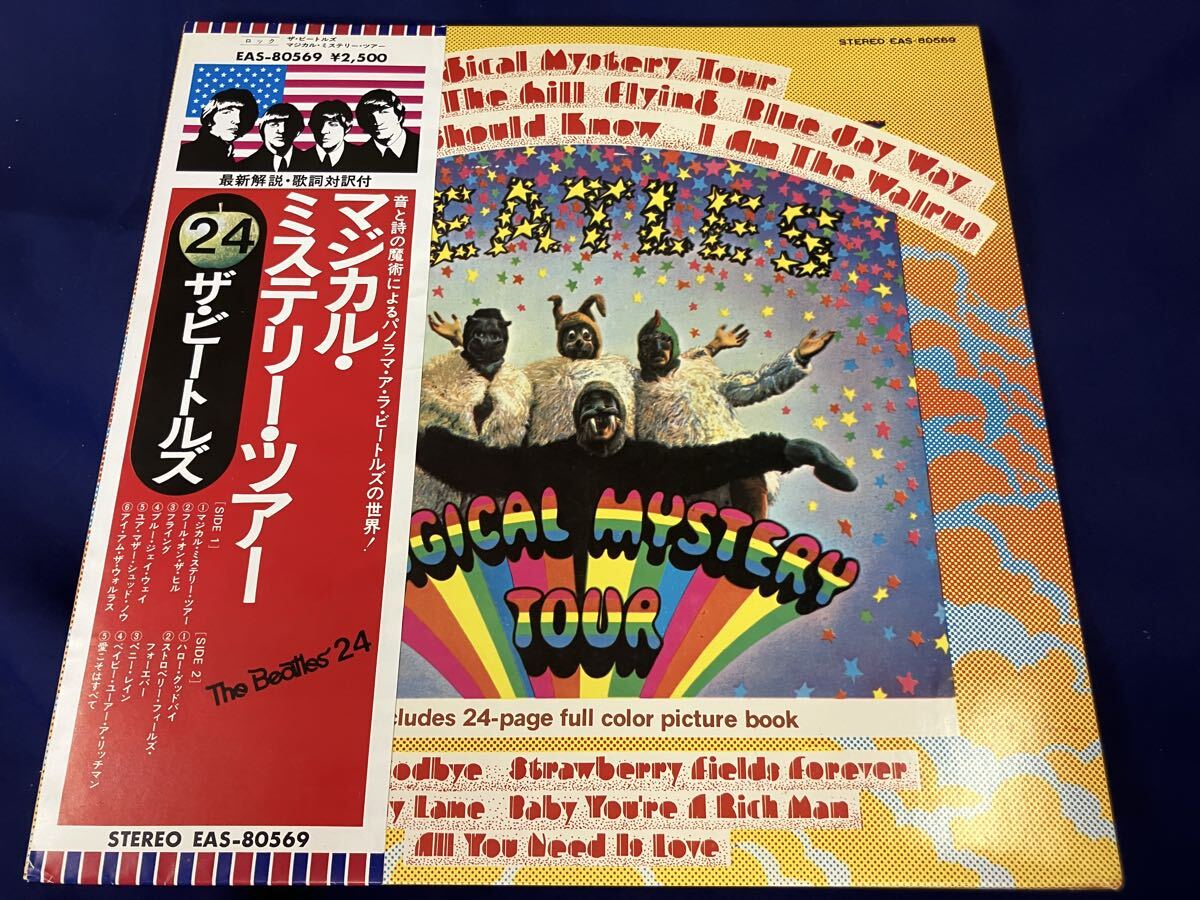 ロック
ザ・ビートルズ
マジカル・ミステリー・ツアー
EAS-80569 ¥2,500
最新解説・歌詞対訳付
音と詩の魔術によるパノラマ・ア・ラ・ビートルズの世界!
マジカル・
ミステリー・ツアー
24
ザ・ビートルズ
[SIDE 1]
①マジカル・ミステリー・ツアー
②フール・オン・ザ・ヒル
③フライング
④ブルー・ジェイ・ウェイ
⑤ユア・マザー・シュッド・ノウ
⑥アイ・アム・ザ・ウォルラス
[SIDE 2]
①ハロー・グッドバイ
②ストロベリー・フィールズ・
フォーエバー
③ペニー・レイン
④ベイビー・ユーアー・ア・リッチマン
⑤愛こそはすべて
The Beatles '24
STEREO EAS-80569
STEREO EAS-80569
gical Mystery Tour
The hill flying Blue Jay Way
Should Know I Am The Walrus
EATLES
GICAL MYSTERY
TOUR
cludes 24-page full color picture book
odbye Strawberry fields forever
y Lane Baby You're A Rich Man
All You Need Is Love